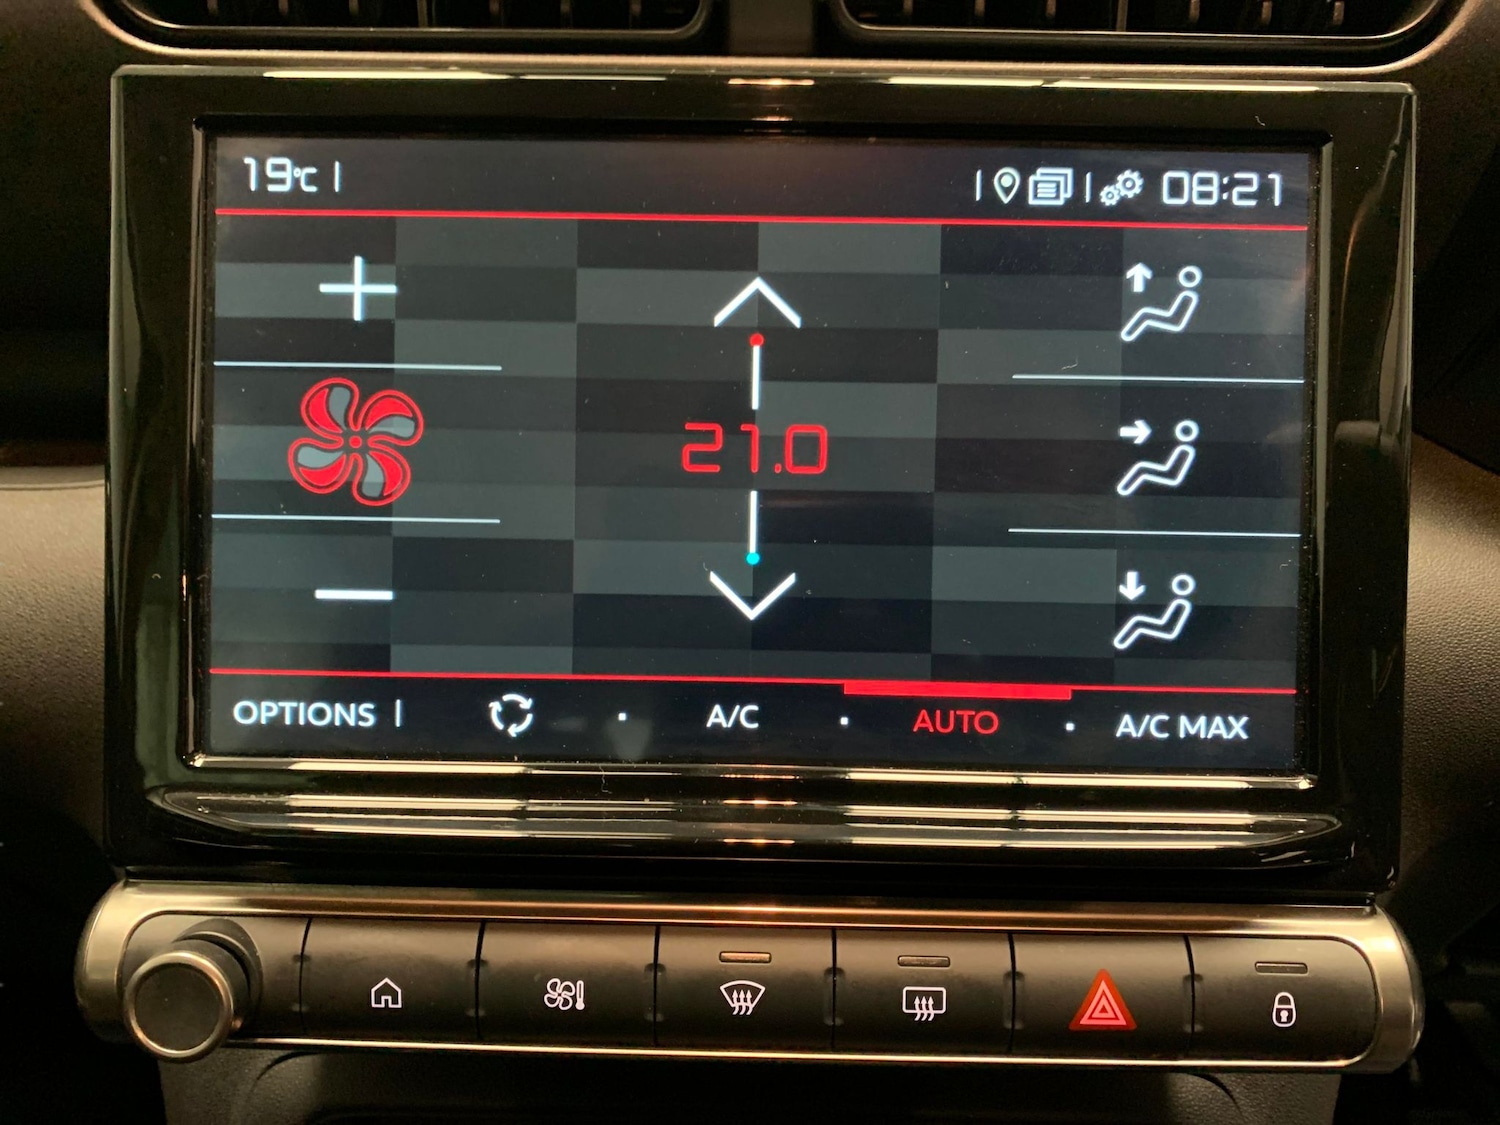 19°C
08:21
21.0
OPTIONS
A/C
AUTO
A/C MAX